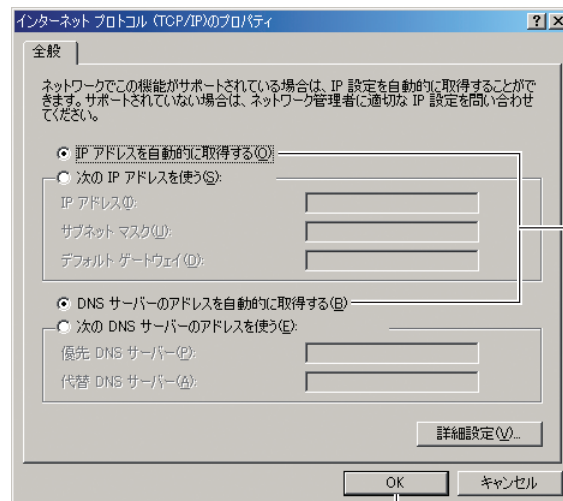 インターネット プロトコル (TCP/IP)のプロパティ
全般
ネットワークでこの機能がサポートされている場合は、IP 設定を自動的に取得することがで
きます。サポートされていない場合は、ネットワーク管理者に適切な IP 設定を問い合わせ
てください。
IP アドレスを自動的に取得する(O)
次の IP アドレスを使う(S):
IP アドレス(I):
サブネット マスク(U):
デフォルト ゲートウェイ(D):
DNS サーバーのアドレスを自動的に取得する(B)
次の DNS サーバーのアドレスを使う(E):
優先 DNS サーバー(P):
代替 DNS サーバー(A):
詳細設定(V)...
OK
キャンセル